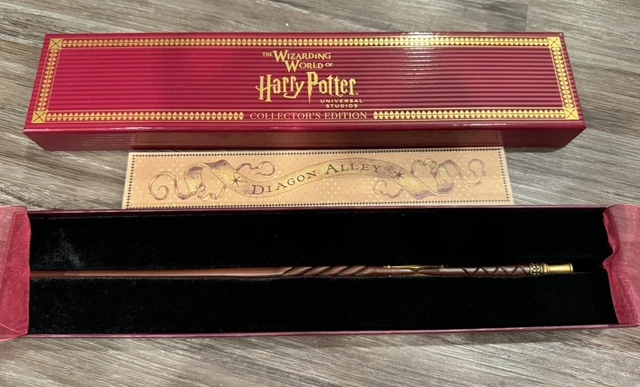 THE WIZARDING
WORLD OF
Harry Potter
UNIVERSAL
STUDIOS
COLLECTOR'S EDITION
DIAGON ALLEY